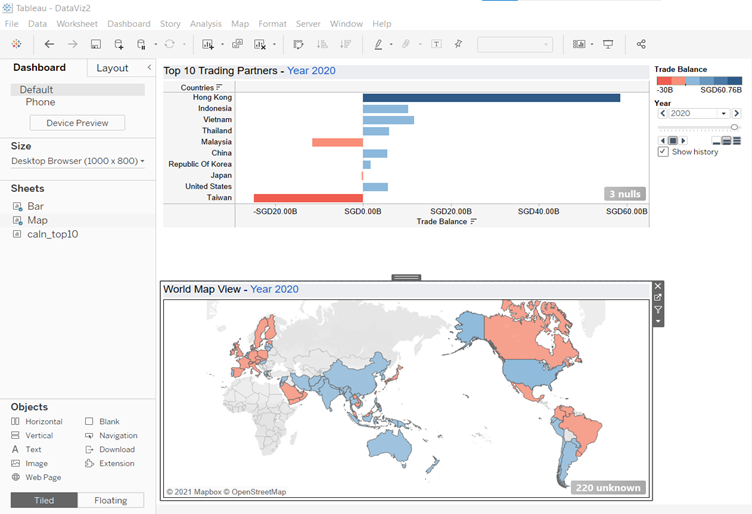 Tableau - DataViz2
File Data Worksheet Dashboard Story Analysis Map Format Server Window Help
Dashboard Layout
Default
Phone
Device Preview
Size
Desktop Browser (1000 x 800)
Sheets
Bar
Map
caln_top10
Objects
Horizontal Blank
Vertical Navigation
Text Download
Image Extension
Web Page
Tiled Floating
Top 10 Trading Partners - Year 2020
Countries
Hong Kong
Indonesia
Vietnam
Thailand
Malaysia
China
Republic Of Korea
Japan
United States
Taiwan
3 nulls
-SGD20.00B SGD0.00B SGD20.00B SGD40.00B SGD60.00B
Trade Balance
Trade Balance
-30B SGD60.76B
Year
2020
Show history
World Map View - Year 2020
© 2021 Mapbox © OpenStreetMap
220 unknown